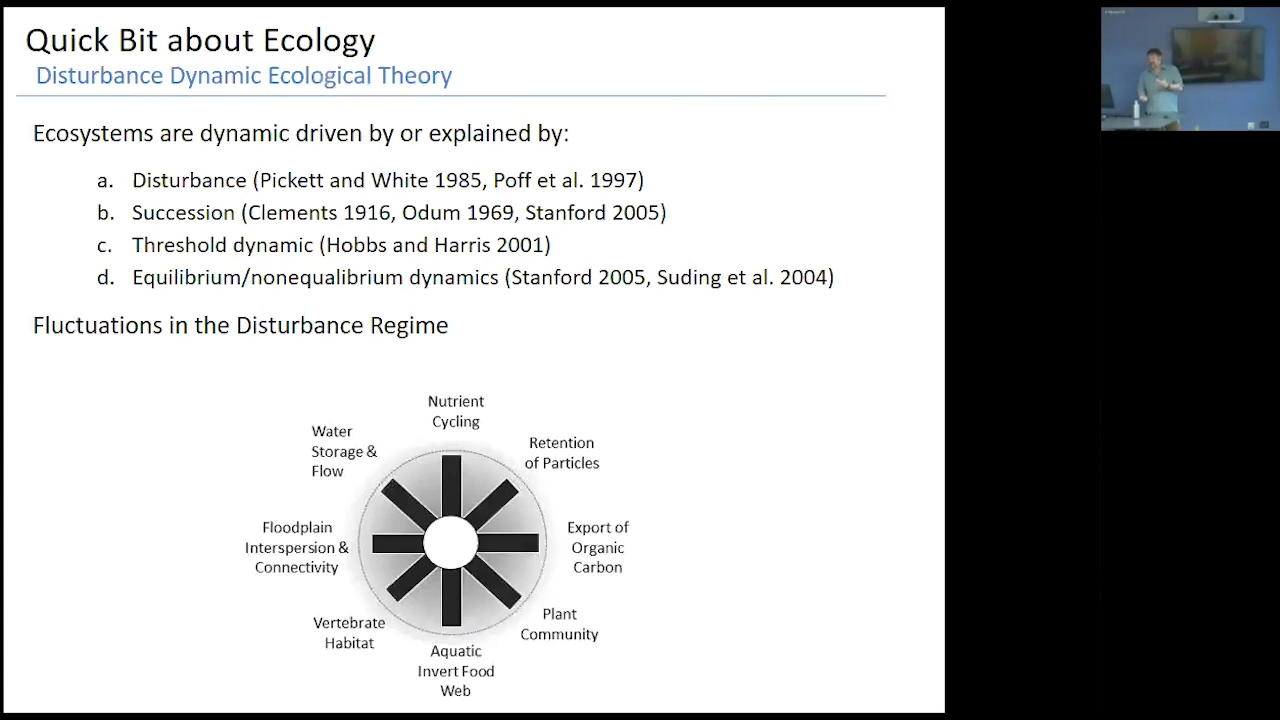 Quick Bit about Ecology
Disturbance Dynamic Ecological Theory
Ecosystems are dynamic driven by or explained by:
a. Disturbance (Pickett and White 1985, Poff et al. 1997)
b. Succession (Clements 1916, Odum 1969, Stanford 2005)
c. Threshold dynamic (Hobbs and Harris 2001)
d. Equilibrium/nonequalibrium dynamics (Stanford 2005, Suding et al. 2004)
Fluctuations in the Disturbance Regime
Nutrient
Cycling
Retention
of Particles
Export of
Organic
Carbon
Plant
Community
Aquatic
Invert Food
Web
Vertebrate
Habitat
Floodplain
Interspersion &
Connectivity
Water
Storage &
Flow